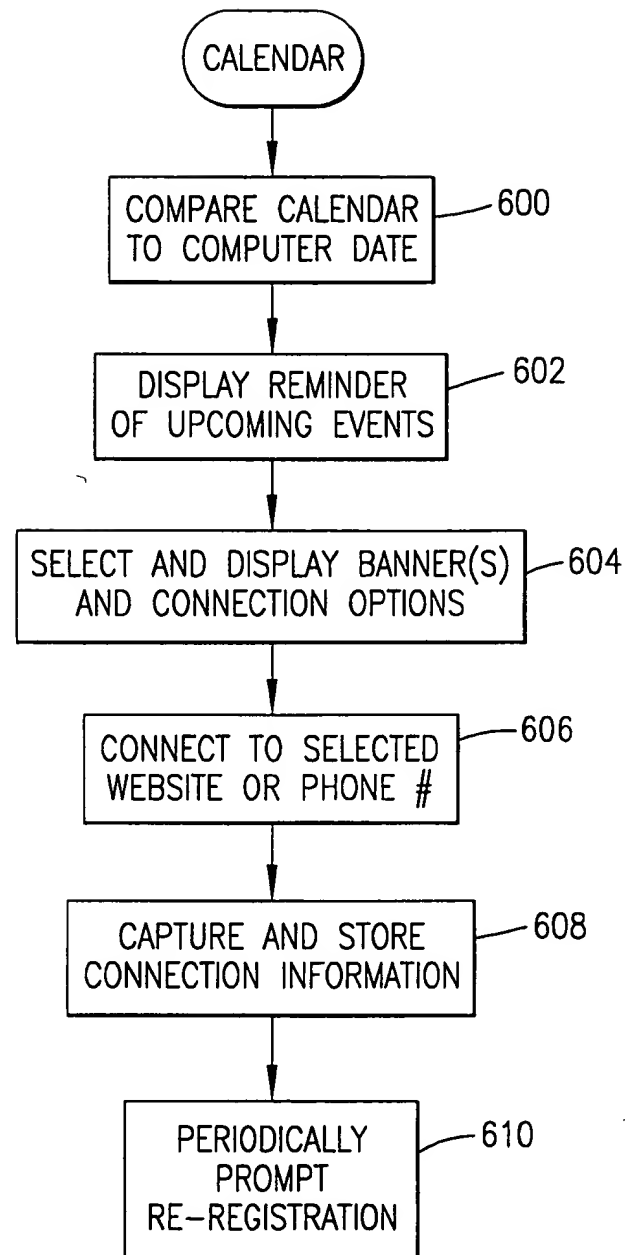 CALENDAR
COMPARE CALENDAR
TO COMPUTER DATE
600
DISPLAY REMINDER
OF UPCOMING EVENTS
602
SELECT AND DISPLAY BANNER(S)
AND CONNECTION OPTIONS
604
CONNECT TO SELECTED
WEBSITE OR PHONE #
606
CAPTURE AND STORE
CONNECTION INFORMATION
608
PERIODICALLY
PROMPT
RE-REGISTRATION
610